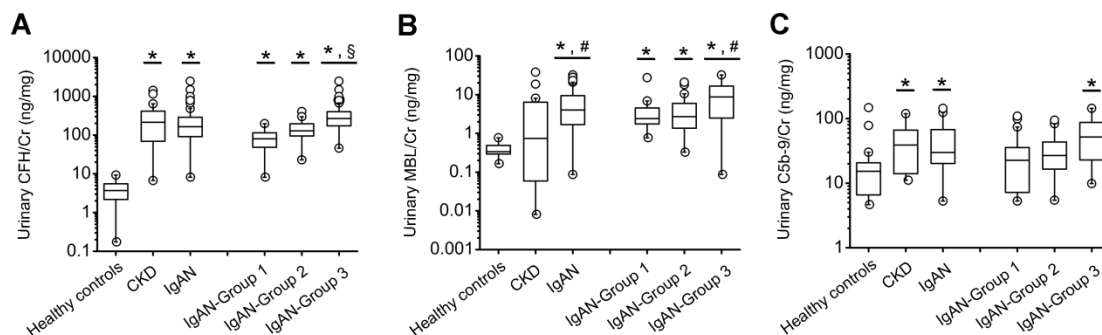 A
Urinary CFH/Cr (ng/mg)
10000
1000
100
10
1
0.1
* * * * *, §
Healthy controls
CKD
IgAN
IgAN-Group 1
IgAN-Group 2
IgAN-Group 3
B
Urinary MBL/Cr (ng/mg)
100
10
1
0.1
0.01
0.001
*, # * * *, #
Healthy controls
CKD
IgAN
IgAN-Group 1
IgAN-Group 2
IgAN-Group 3
C
Urinary C5b-9/Cr (ng/mg)
1000
100
10
1
* * *
Healthy controls
CKD
IgAN
IgAN-Group 1
IgAN-Group 2
IgAN-Group 3